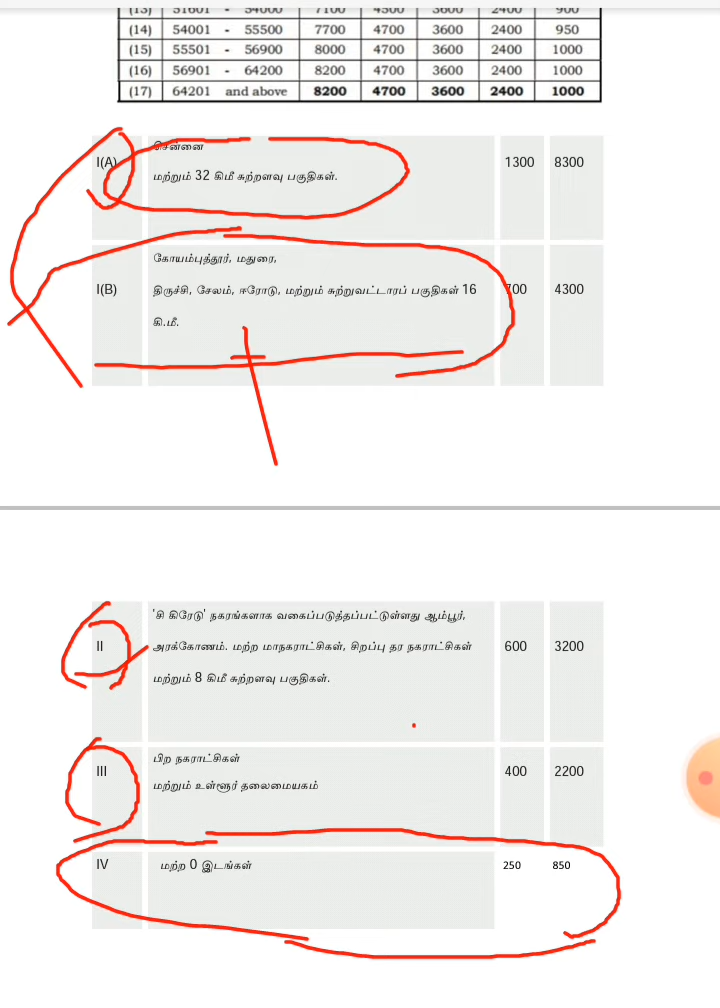 (13) 51601 - 54000 7100 4500 3600 2400 900
(14) 54001 - 55500 7700 4700 3600 2400 950
(15) 55501 - 56900 8000 4700 3600 2400 1000
(16) 56901 - 64200 8200 4700 3600 2400 1000
(17) 64201 and above 8200 4700 3600 2400 1000
சென்னை
I(A) மற்றும் 32 கிமீ சுற்றளவு பகுதிகள். 1300 8300
கோயம்புத்தூர், மதுரை,
I(B) திருச்சி, சேலம், ஈரோடு, மற்றும் சுற்றுவட்டாரப் பகுதிகள் 16 700 4300
கி.மீ.
'சி கிரேடு' நகரங்களாக வகைப்படுத்தப்பட்டுள்ளது ஆம்பூர்,
II அரக்கோணம். மற்ற மாநகராட்சிகள், சிறப்பு தர நகராட்சிகள் 600 3200
மற்றும் 8 கிமீ சுற்றளவு பகுதிகள்.
பிற நகராட்சிகள்
III மற்றும் உள்ளூர் தலைமையகம் 400 2200
IV மற்ற 0 இடங்கள் 250 850